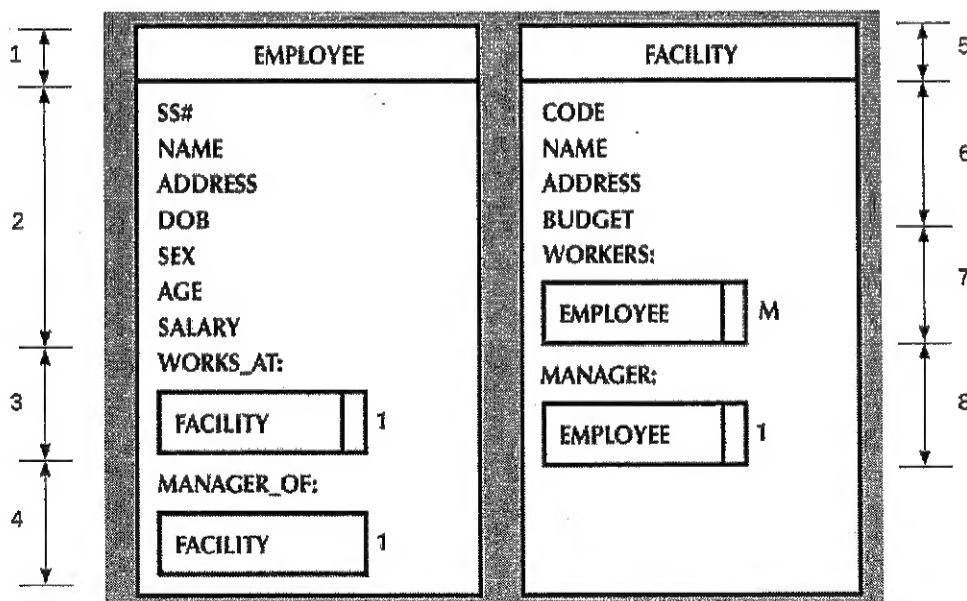 1
EMPLOYEE
SS#
NAME
ADDRESS
DOB
SEX
AGE
SALARY
WORKS_AT:
FACILITY 1
MANAGER_OF:
FACILITY 1
2
3
4
FACILITY
CODE
NAME
ADDRESS
BUDGET
WORKERS:
EMPLOYEE M
MANAGER:
EMPLOYEE 1
5
6
7
8